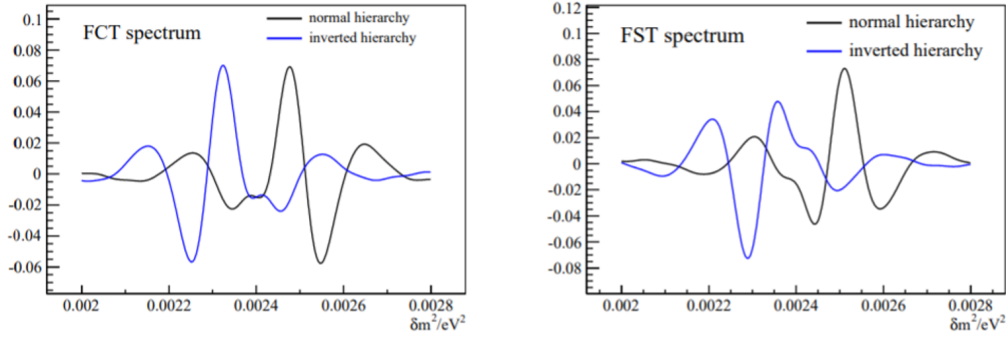 FCT spectrum
normal hierarchy
inverted hierarchy
0.1
0.08
0.06
0.04
0.02
0
-0.02
-0.04
-0.06
0.002 0.0022 0.0024 0.0026 0.0028
δm²/eV²
FST spectrum
normal hierarchy
inverted hierarchy
0.12
0.1
0.08
0.06
0.04
0.02
0
-0.02
-0.04
-0.06
-0.08
0.002 0.0022 0.0024 0.0026 0.0028
δm²/eV²